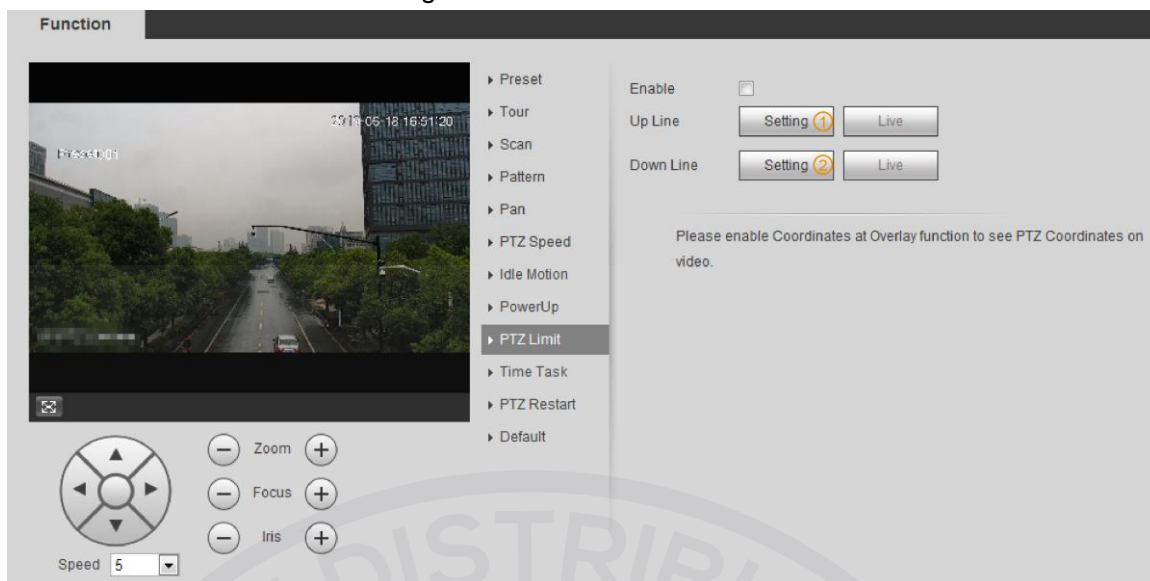 Function
2019-05-18 16:51:20
Preset001
Preset
Tour
Scan
Pattern
Pan
PTZ Speed
Idle Motion
PowerUp
PTZ Limit
Time Task
PTZ Restart
Default
Enable
Up Line Setting 1 Live
Down Line Setting 2 Live
Please enable Coordinates at Overlay function to see PTZ Coordinates on
video.
Zoom
Focus
Iris
Speed 5